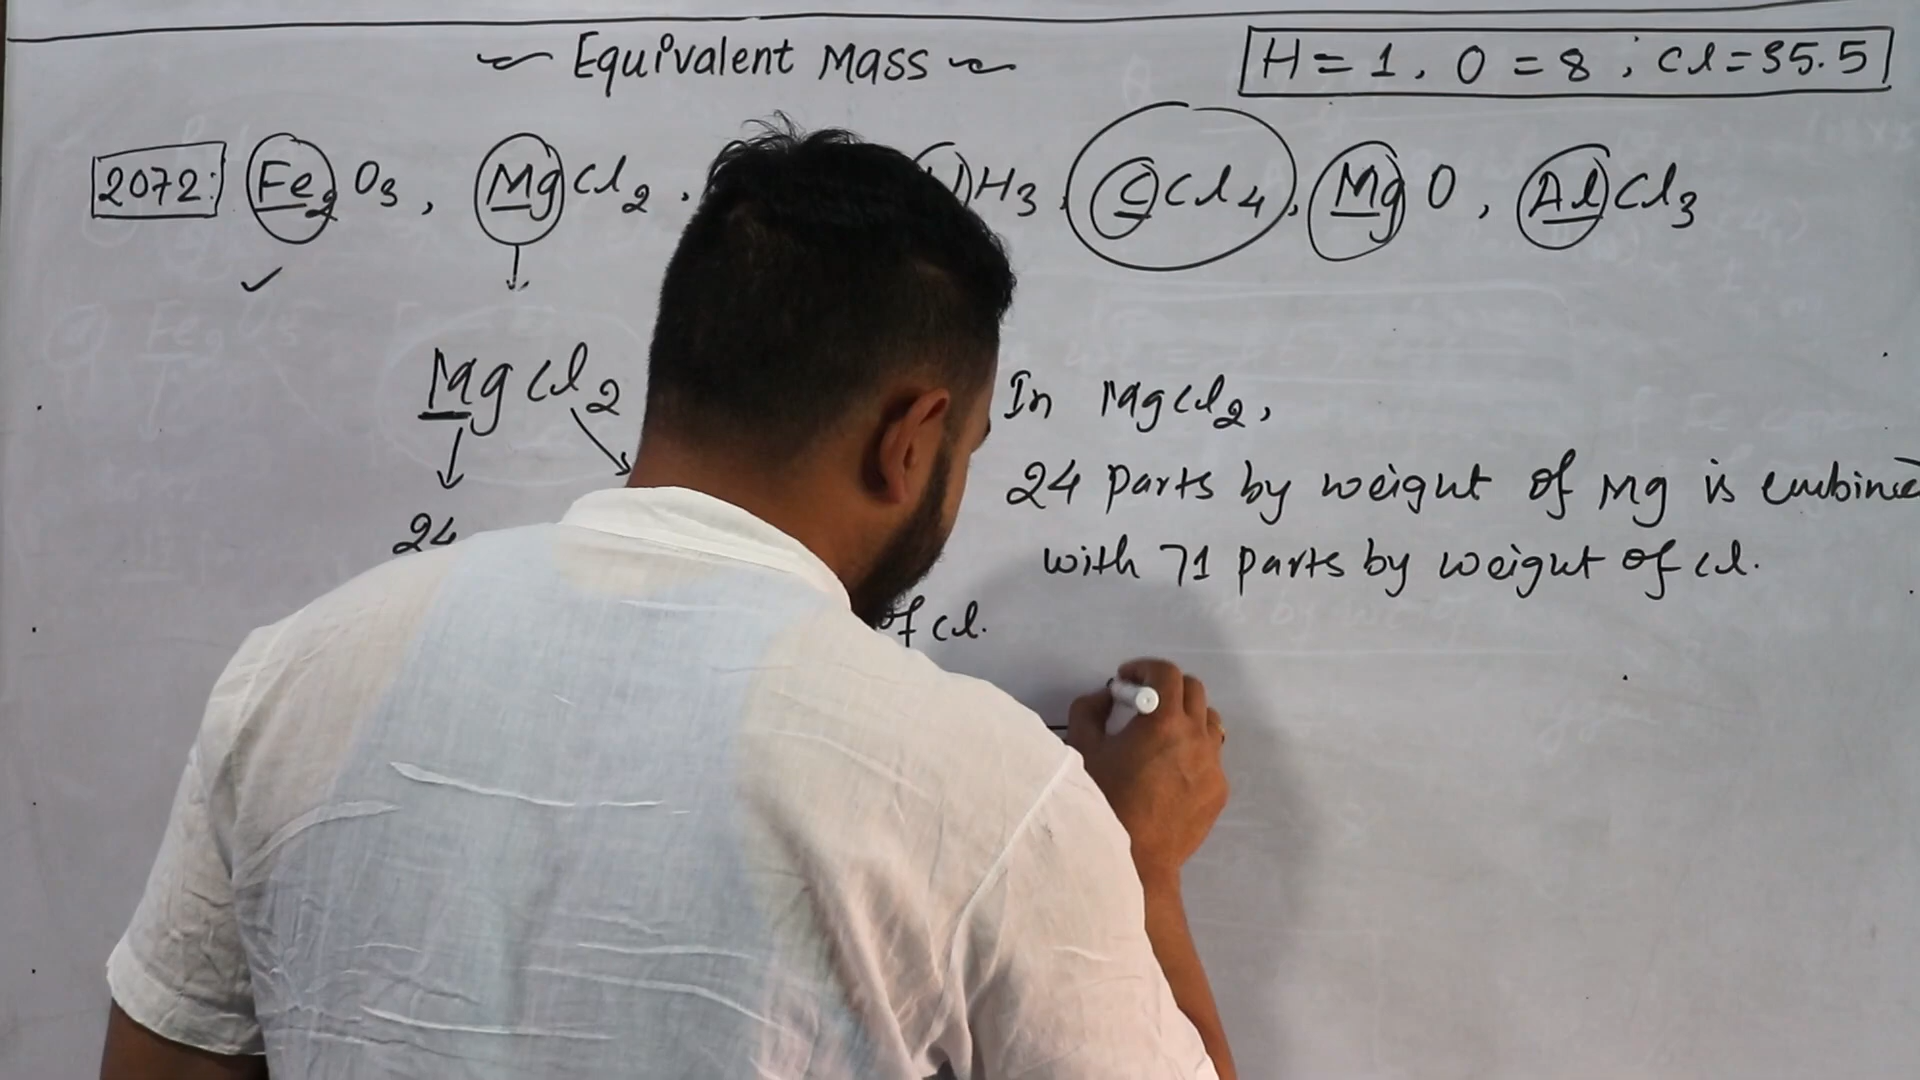 Equivalent Mass
H = 1, O = 8 ; Cl = 35.5
2072: Fe2O3, MgCl2, H3, CCl4, MgO, AlCl3
MgCl2
24
of Cl.
In MgCl2,
24 parts by weight of Mg is
with 71 parts by weight of Cl.